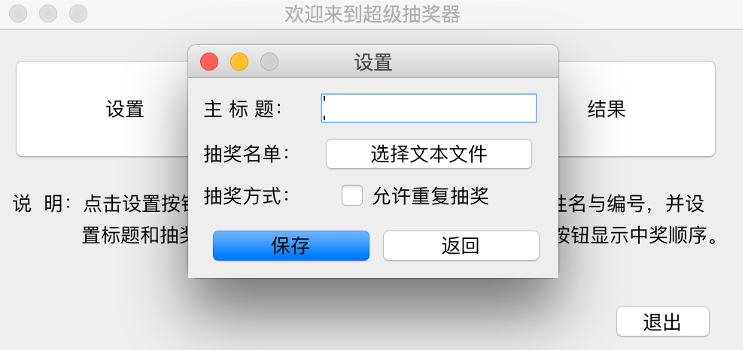 欢迎来到超级抽奖器
设置
设置
结果
主 标 题：
抽奖名单：
选择文本文件
抽奖方式：
允许重复抽奖
保存
返回
说 明：点击设置按
姓名与编号，并设
置标题和抽奖
按钮显示中奖顺序。
退出